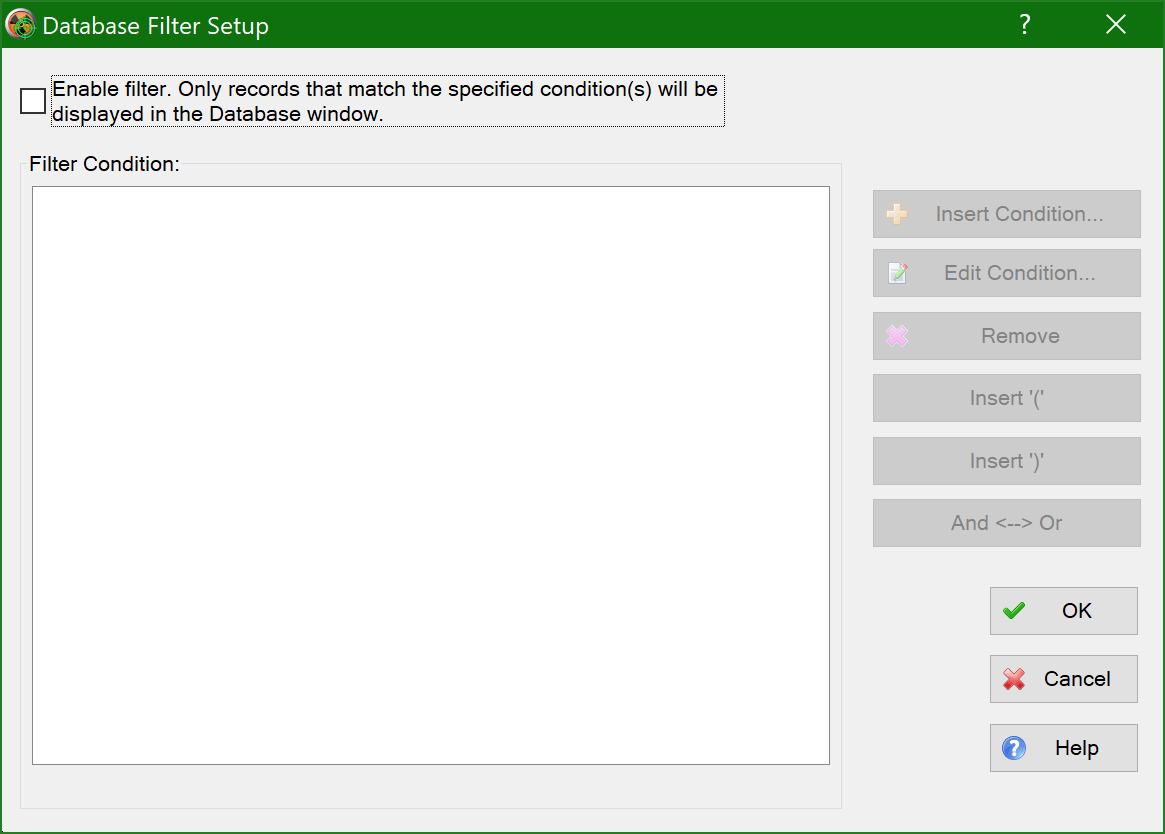 Database Filter Setup
Enable filter. Only records that match the specified condition(s) will be
displayed in the Database window.
Filter Condition:
Insert Condition...
Edit Condition...
Remove
Insert '('
Insert ')'
And <--> Or
OK
Cancel
Help